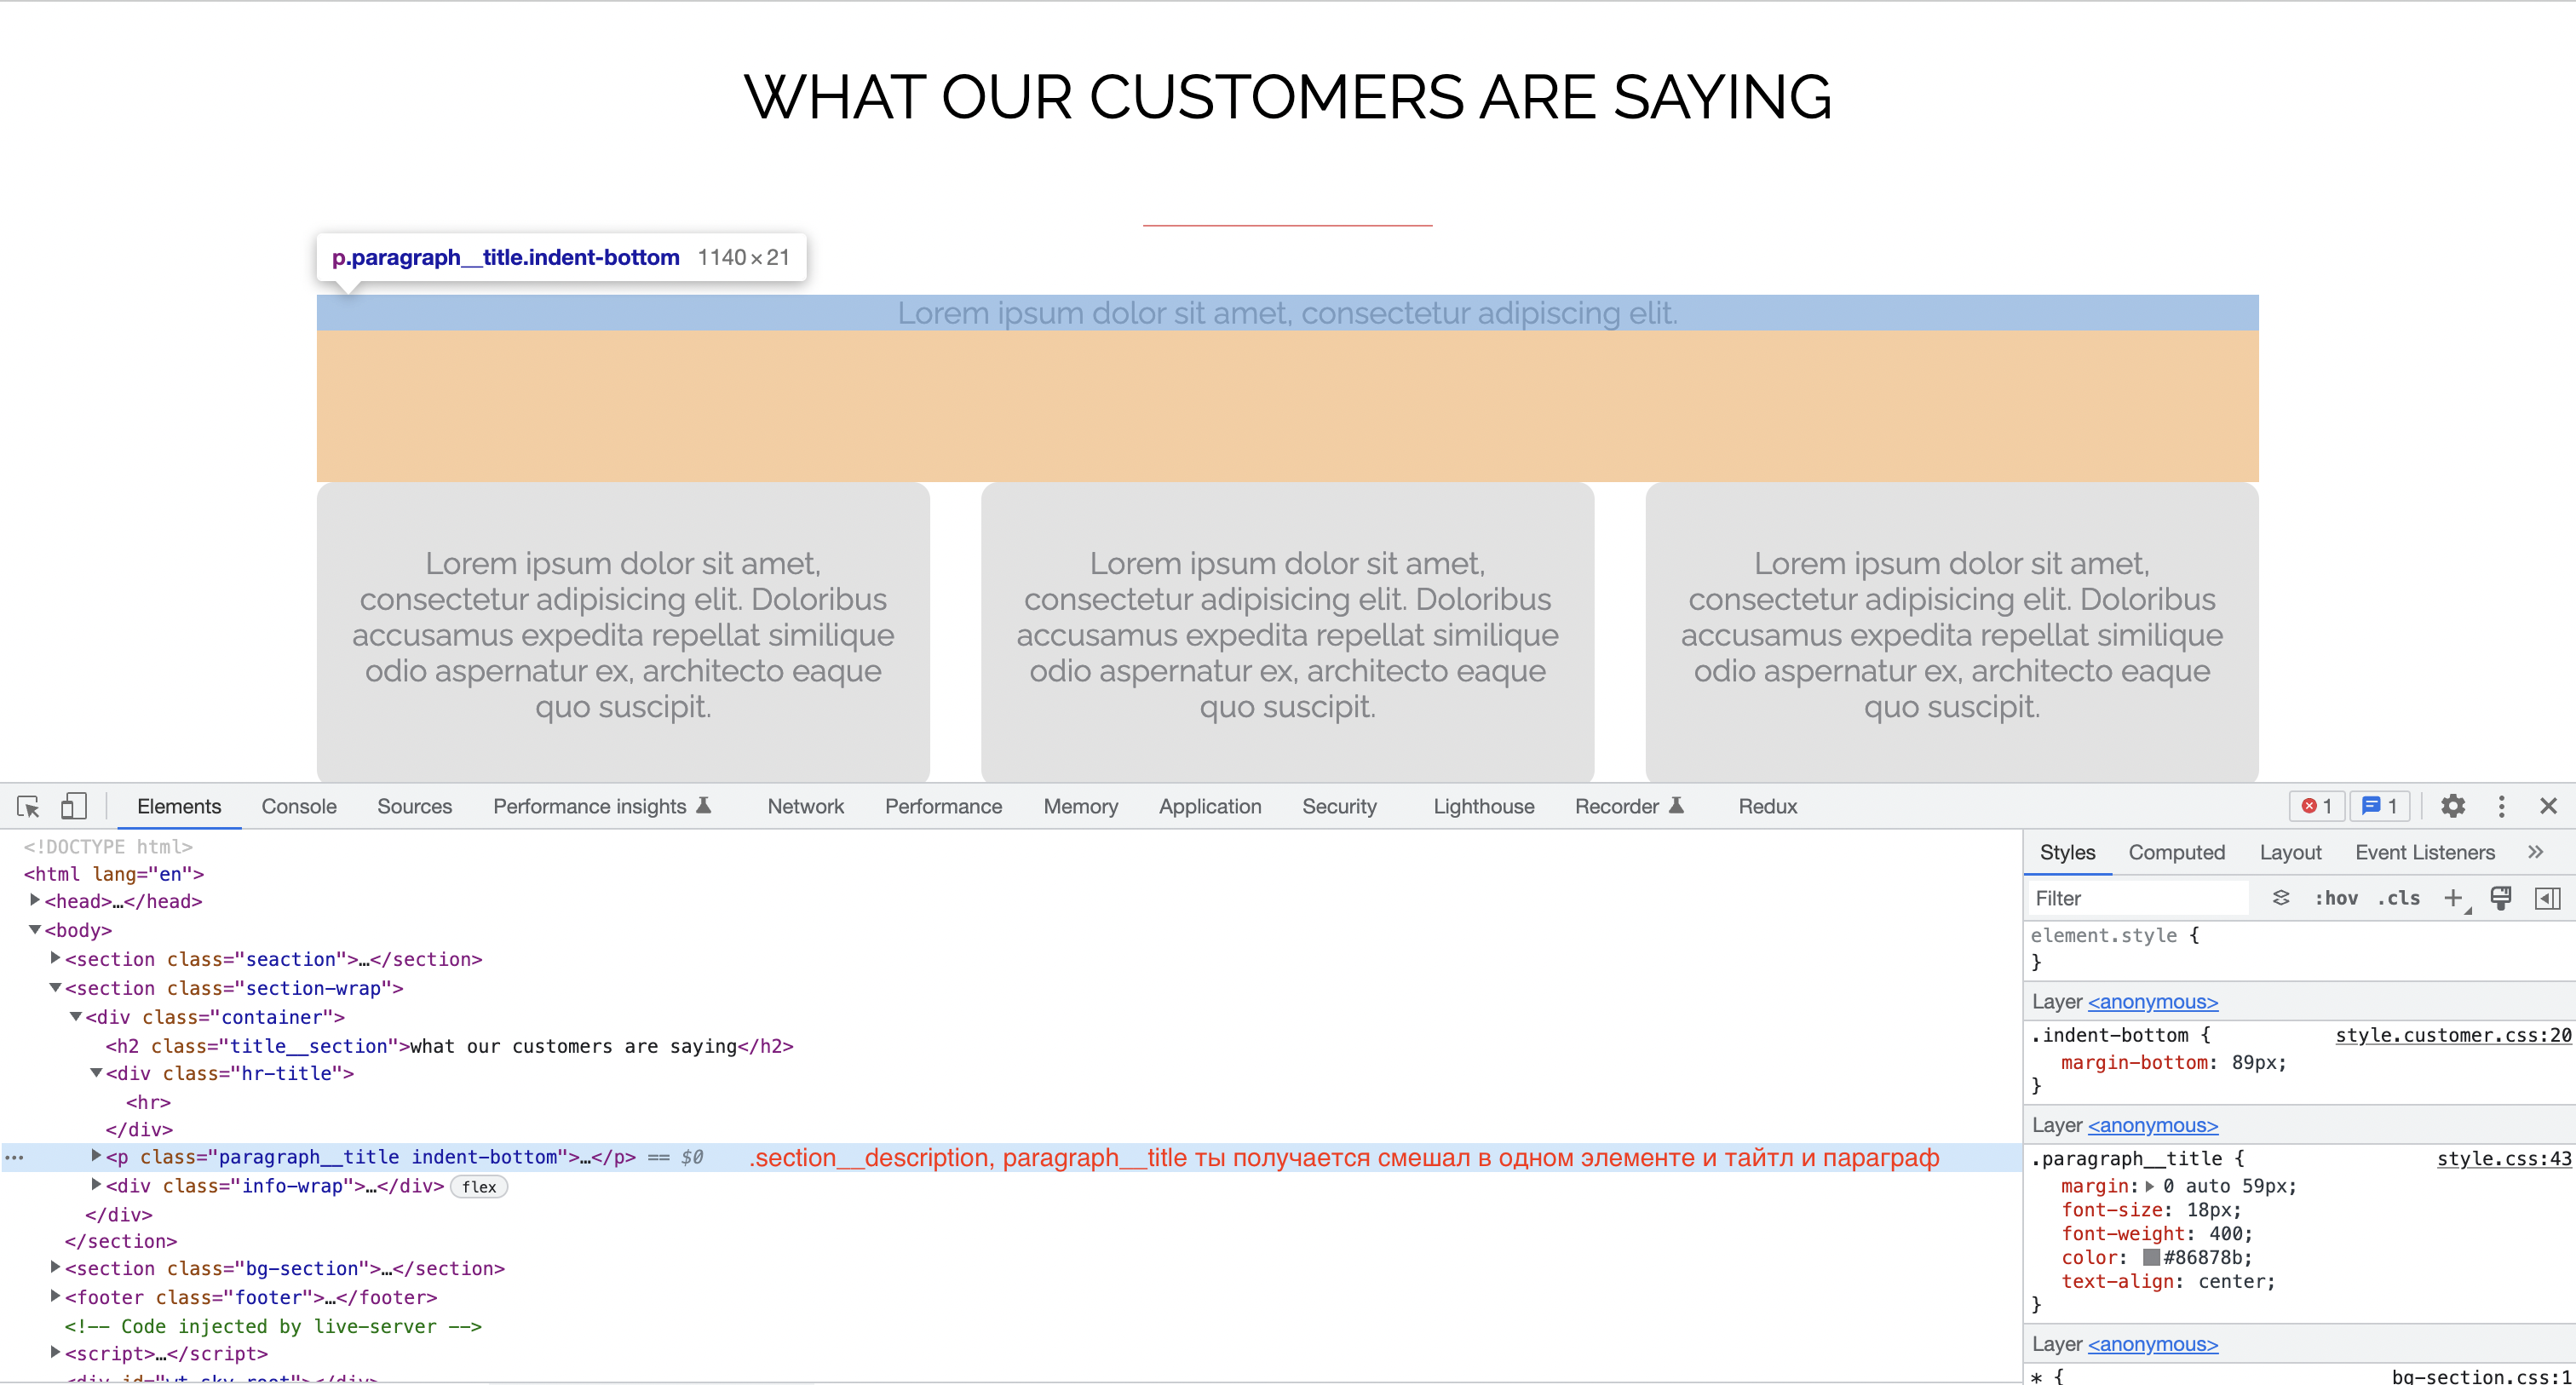 WHAT OUR CUSTOMERS ARE SAYING
p.paragraph__title.indent-bottom 1140 × 21
Lorem ipsum dolor sit amet, consectetur adipiscing elit.
Lorem ipsum dolor sit amet,
consectetur adipisicing elit. Doloribus
accusamus expedita repellat similique
odio aspernatur ex, architecto eaque
quo suscipit.
Lorem ipsum dolor sit amet,
consectetur adipisicing elit. Doloribus
accusamus expedita repellat similique
odio aspernatur ex, architecto eaque
quo suscipit.
Lorem ipsum dolor sit amet,
consectetur adipisicing elit. Doloribus
accusamus expedita repellat similique
odio aspernatur ex, architecto eaque
quo suscipit.
Elements Console Sources Performance insights Network Performance Memory Application Security Lighthouse Recorder Redux 1 1
<!DOCTYPE html>
<html lang="en">
<head>…</head>
<body>
<section class="seaction">…</section>
<section class="section-wrap">
<div class="container">
<h2 class="title__section">what our customers are saying</h2>
<div class="hr-title">
<hr>
</div>
<p class="paragraph__title indent-bottom">…</p> == $0 .section__description, paragraph__title ты получается смешал в одном элементе и тайтл и параграф
<div class="info-wrap">…</div> flex
</div>
</section>
<section class="bg-section">…</section>
<footer class="footer">…</footer>
<!-- Code injected by live-server -->
<script>…</script>
<div id="vt-sky-root"></div>
Styles Computed Layout Event Listeners »
Filter :hov .cls +
element.style {
}
Layer <anonymous>
.indent-bottom { style.customer.css:20
margin-bottom: 89px;
}
Layer <anonymous>
.paragraph__title { style.css:43
margin: 0 auto 59px;
font-size: 18px;
font-weight: 400;
color: #86878b;
text-align: center;
}
Layer <anonymous>
* { bg-section.css:1